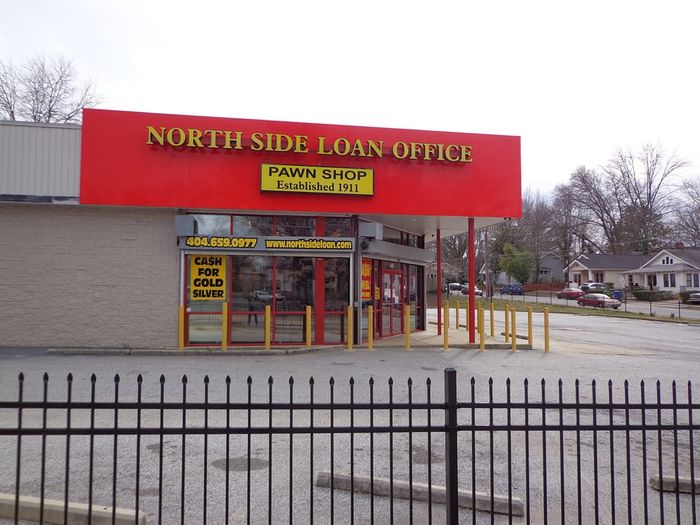 NORTH SIDE LOAN OFFICE
PAWN SHOP
Established 1911
404.659.0977 www.northsideloan.com
CASH
FOR
GOLD
SILVER